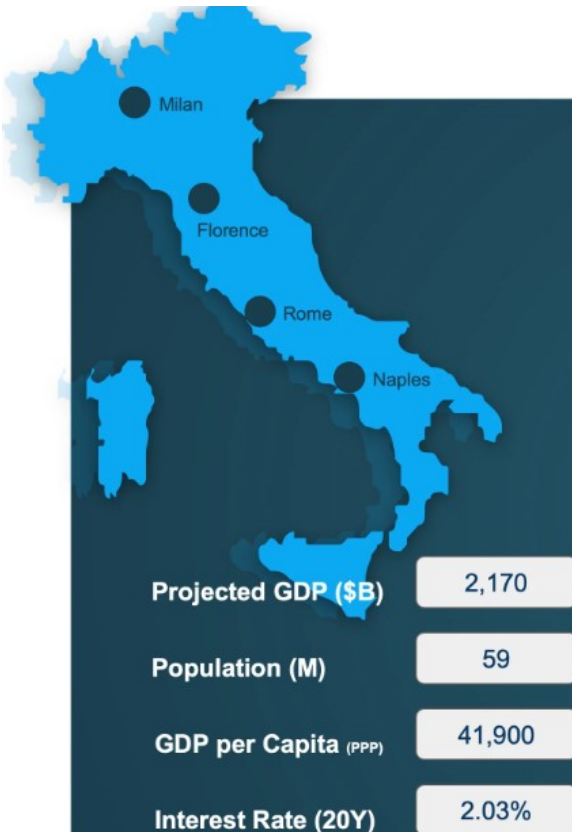 Milan
Florence
Rome
Naples
Projected GDP ($B) 2,170
Population (M) 59
GDP per Capita (PPP) 41,900
Interest Rate (20Y) 2.03%